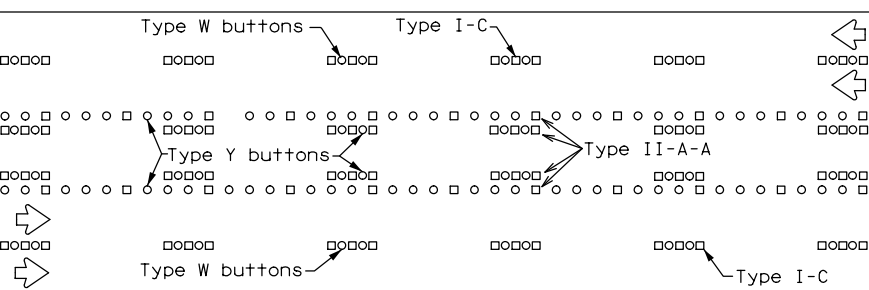 Type W buttons
Type I-C
Type Y buttons
Type II-A-A
Type W buttons
Type I-C